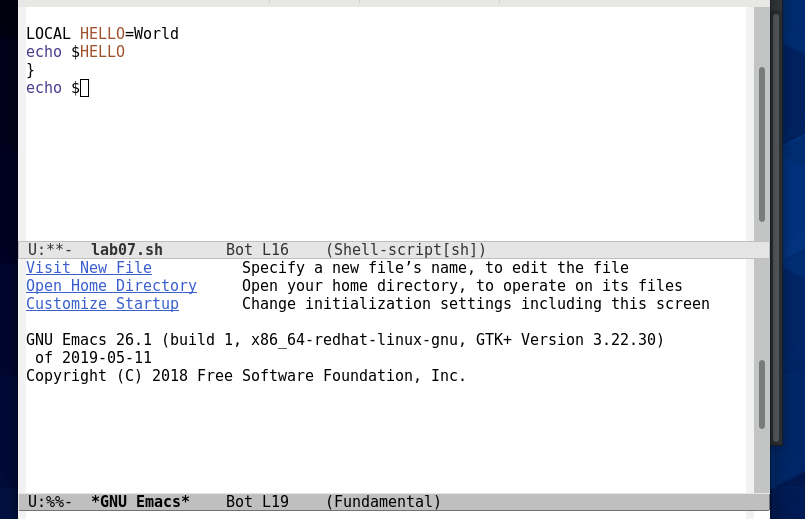 LOCAL HELLO=World
echo $HELLO
}
echo $
U:**-  lab07.sh       Bot L16    (Shell-script[sh])
Visit New File          Specify a new file’s name, to edit the file
Open Home Directory     Open your home directory, to operate on its files
Customize Startup       Change initialization settings including this screen
GNU Emacs 26.1 (build 1, x86_64-redhat-linux-gnu, GTK+ Version 3.22.30)
 of 2019-05-11
Copyright (C) 2018 Free Software Foundation, Inc.
U:%%-  *GNU Emacs*    Bot L19    (Fundamental)